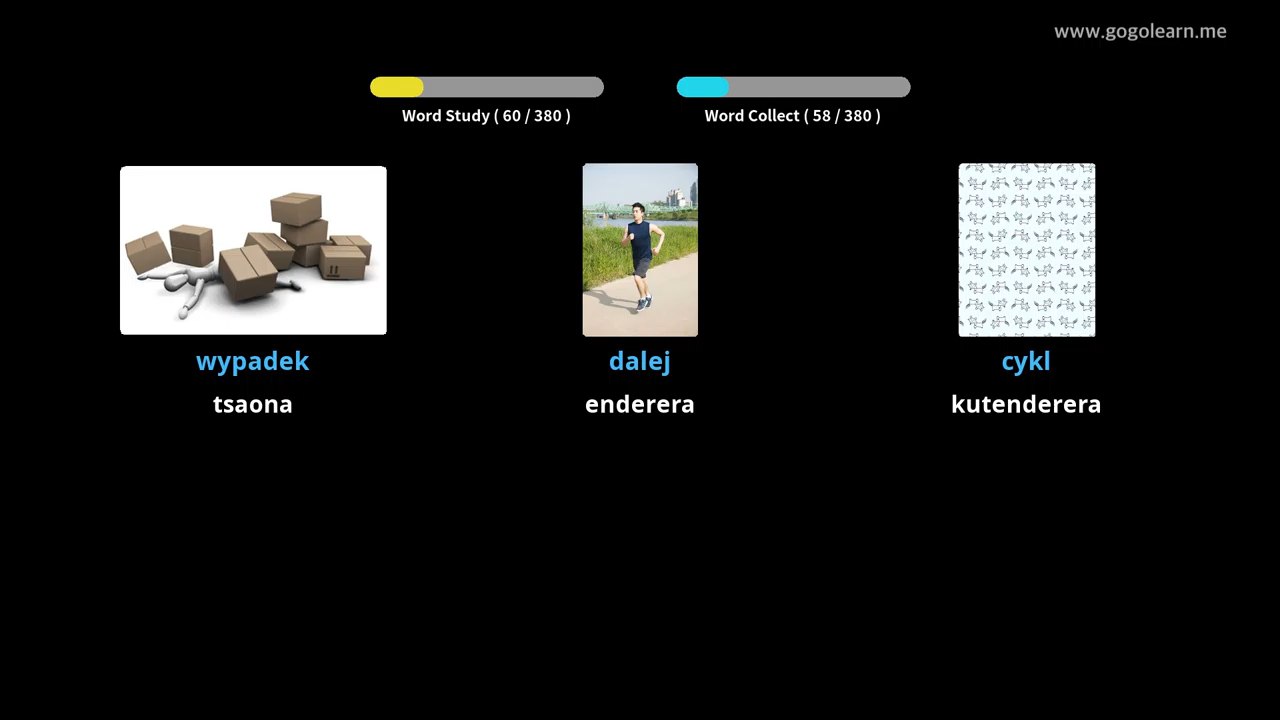 www.gogolearn.me
Word Study ( 60 / 380 )
Word Collect ( 58 / 380 )
wypadek
dalej
cykl
tsaona
enderera
kutenderera